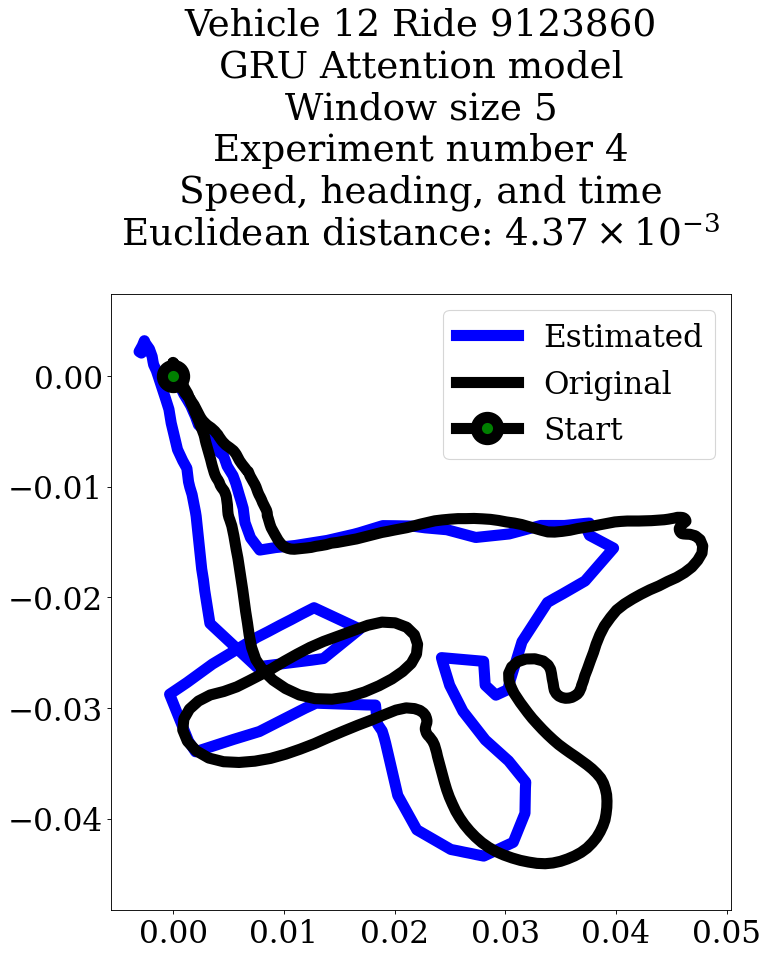 Vehicle 12 Ride 9123860
GRU Attention model
Window size 5
Experiment number 4
Speed, heading, and time
Euclidean distance: 4.37 × 10⁻³
Estimated
Original
Start
0.00
−0.01
−0.02
−0.03
−0.04
0.00 0.01 0.02 0.03 0.04 0.05